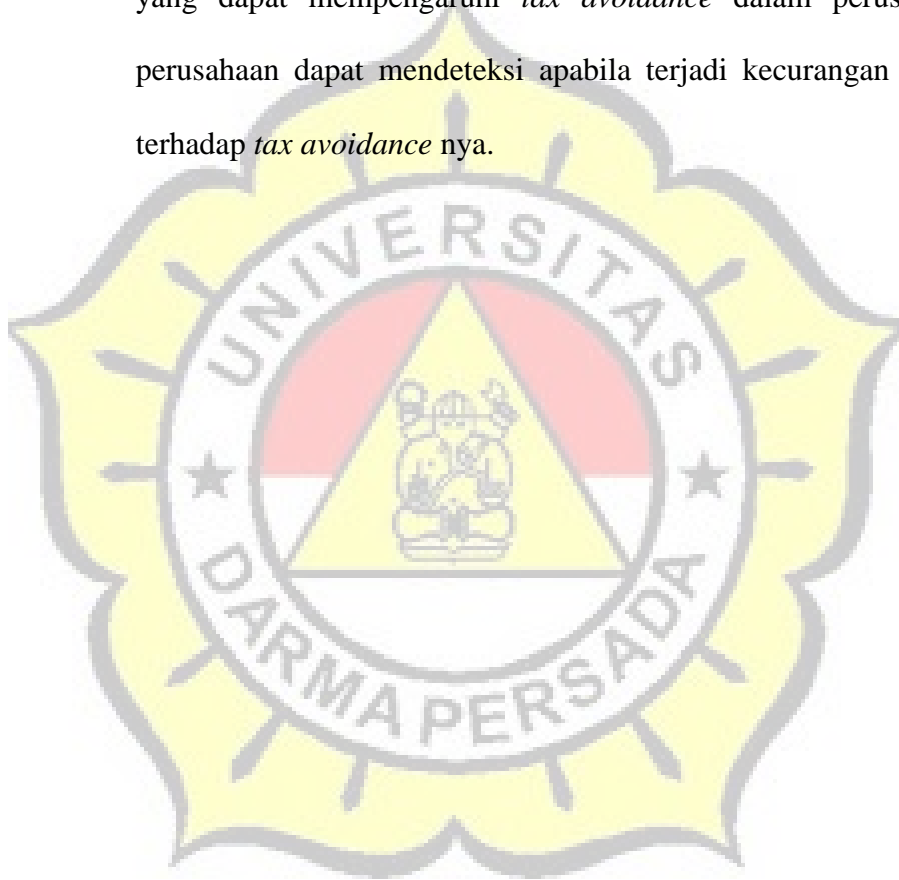 yang dapat mempengaruhi tax avoidance dalam
perusahaan dapat mendeteksi apabila terjadi kecurangan
terhadap tax avoidance nya.
UNIVERSITAS
DARMA PERSADA